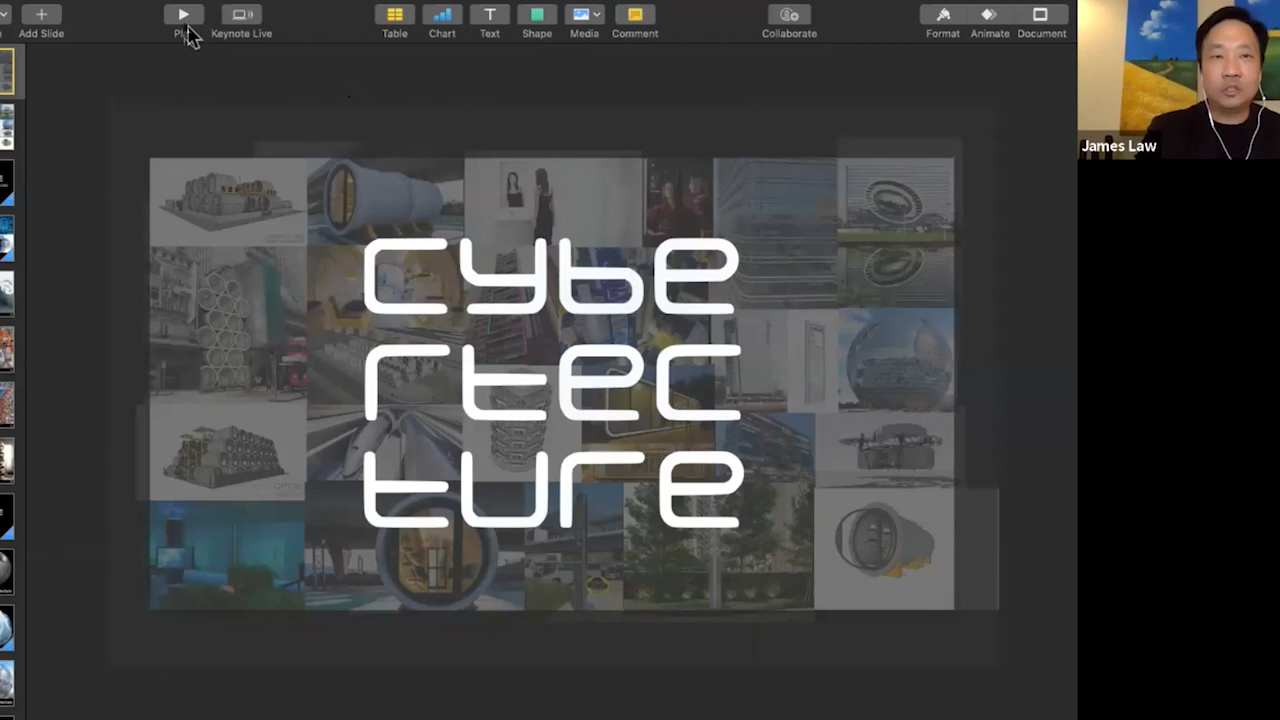 Add Slide
Play
Keynote Live
Table
Chart
Text
Shape
Media
Comment
Collaborate
Format
Animate
Document
James Law
cybe
rtec
ture